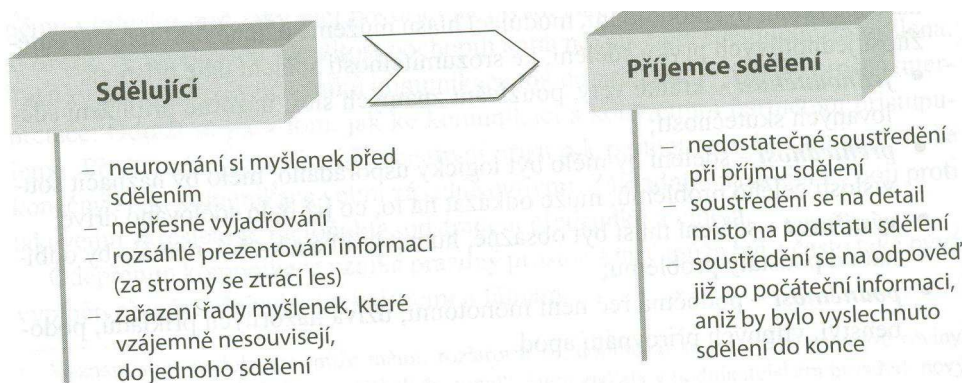 Sdělující
– neurovnání si myšlenek před
sdělením
– nepřesné vyjadřování
– rozsáhlé prezentování informací
(za stromy se ztrácí les)
– zařazení řady myšlenek, které
vzájemně nesouvisejí,
do jednoho sdělení
Příjemce sdělení
– nedostatečné soustředění
při příjmu sdělení
– soustředění se na detail
místo na podstatu sdělení
– soustředění se na odpověď
již po počáteční informaci,
aniž by, bylo vyslechnuto
sdělení do konce